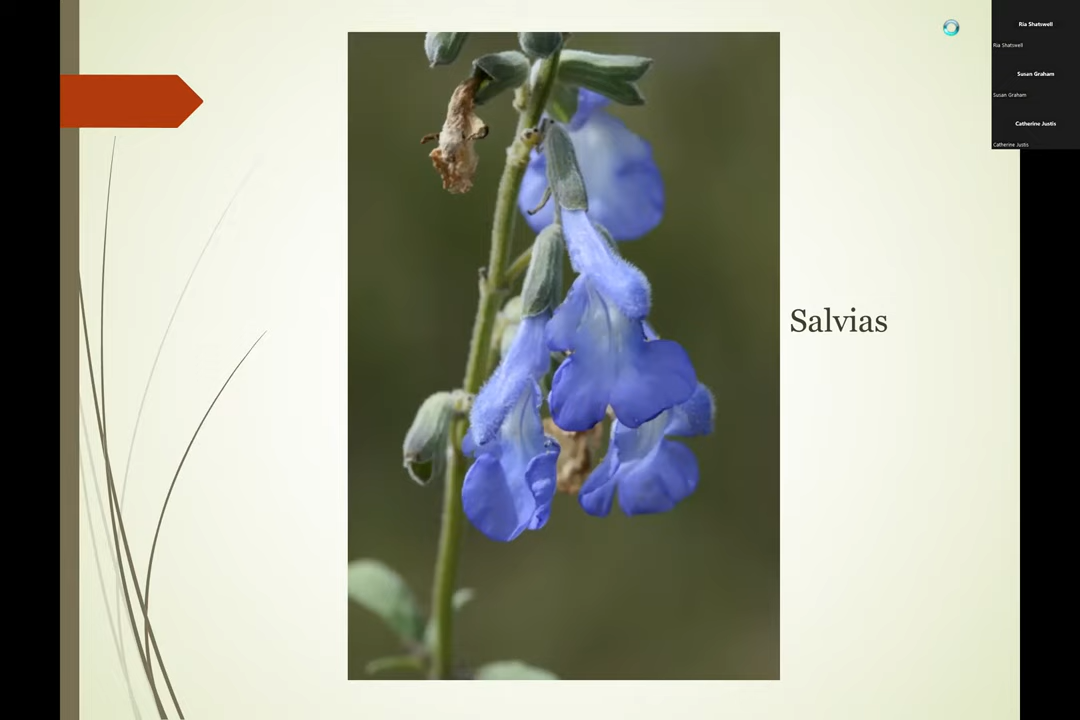 Ria Shatswell
Ria Shatswell
Susan Graham
Susan Graham
Catherine Justis
Catherine Justis
Salvias